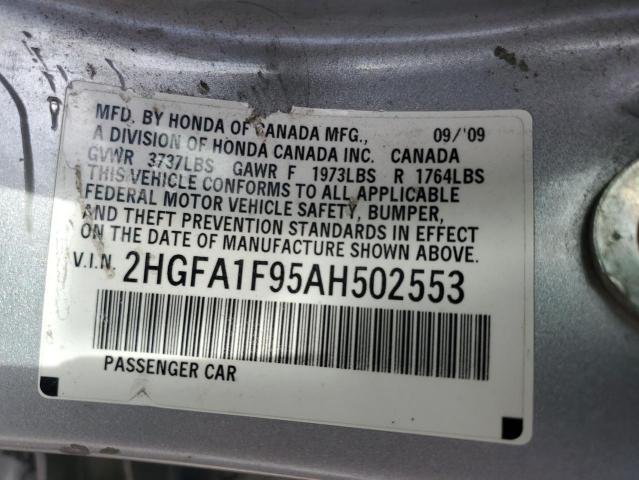 MFD. BY HONDA OF CANADA MFG., 09/'09
A DIVISION OF HONDA CANADA INC. CANADA
GVWR 3737LBS GAWR F 1973LBS R 1764LBS
THIS VEHICLE CONFORMS TO ALL APPLICABLE
FEDERAL MOTOR VEHICLE SAFETY, BUMPER,
AND THEFT PREVENTION STANDARDS IN EFFECT
ON THE DATE OF MANUFACTURE SHOWN ABOVE.
V.I.N. 2HGFA1F95AH502553
PASSENGER CAR